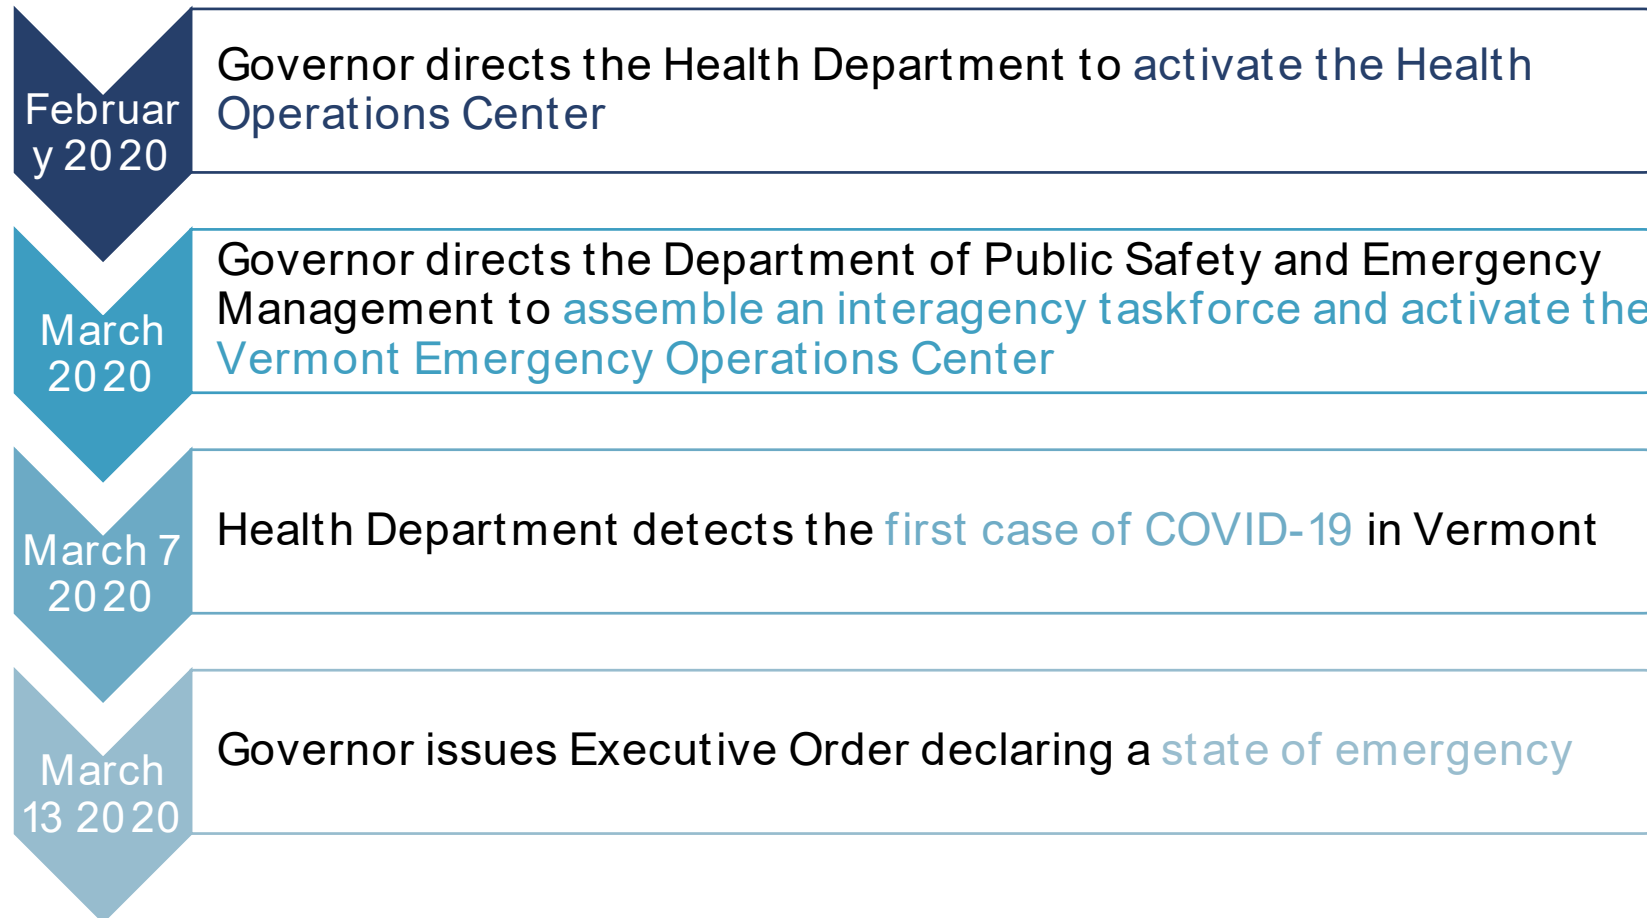 Februar
y 2020
Governor directs the Health Department to activate the Health
Operations Center
March
2020
Governor directs the Department of Public Safety and Emergency
Management to assemble an interagency taskforce and activate the
Vermont Emergency Operations Center
March 7
2020
Health Department detects the first case of COVID-19 in Vermont
March
13 2020
Governor issues Executive Order declaring a state of emergency